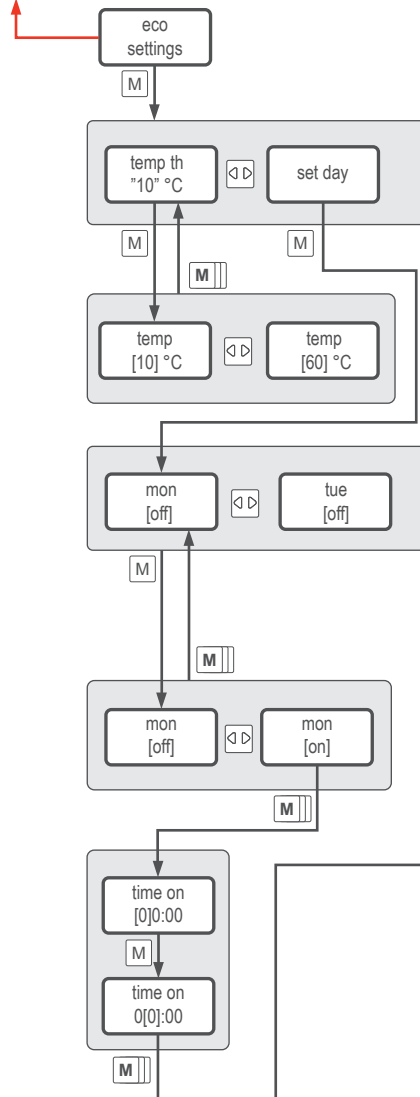 eco
settings
M
temp th
"10" °C
set day
M
M
M
temp
[10] °C
temp
[60] °C
mon
[off]
tue
[off]
M
M
mon
[off]
mon
[on]
M
time on
[0]0:00
M
time on
0[0]:00
M